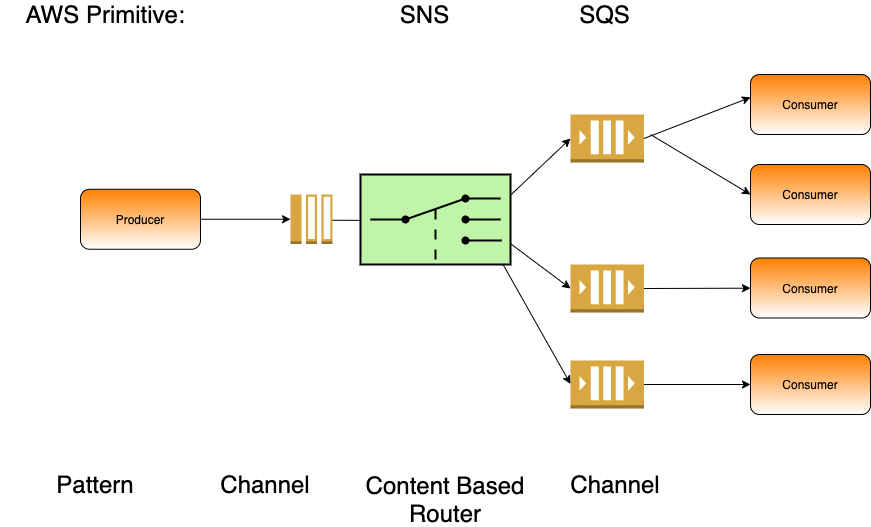 AWS Primitive:
SNS
SQS
Consumer
Consumer
Producer
Consumer
Consumer
Pattern
Channel
Content Based
Router
Channel